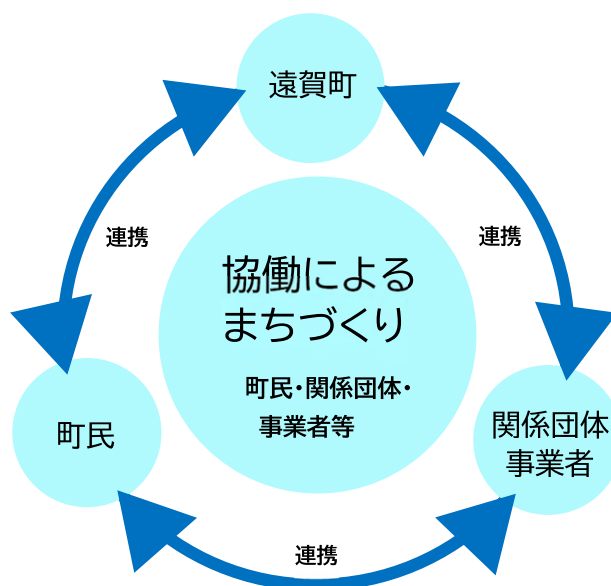 遠賀町
連携
連携
協働による
まちづくり
町民・関係団体・
事業者等
町民
関係団体
事業者
連携